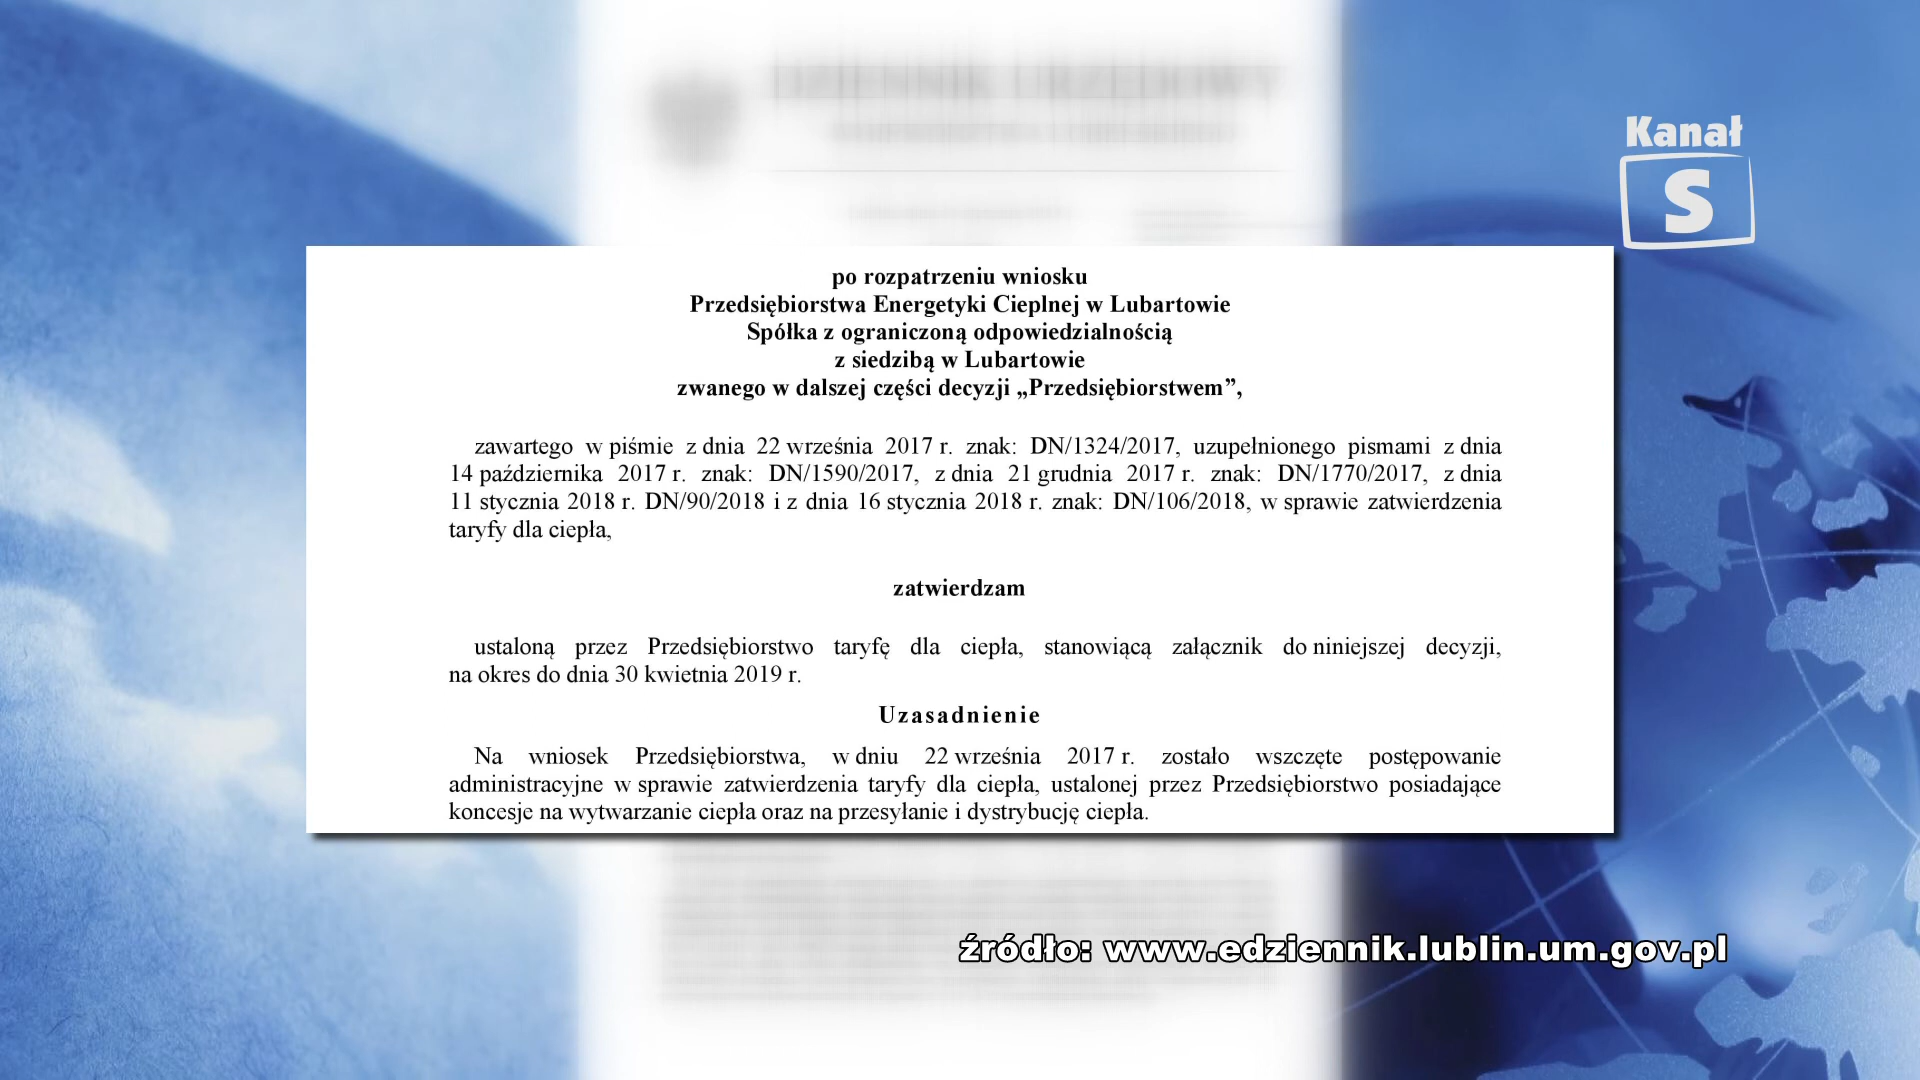 Kanał
S
po rozpatrzeniu wniosku
Przedsiębiorstwa Energetyki Cieplnej w Lubartowie
Spółka z ograniczoną odpowiedzialnością
z siedzibą w Lubartowie
zwanego w dalszej części decyzji „Przedsiębiorstwem”,
zawartego w piśmie z dnia 22 września 2017 r. znak: DN/1324/2017, uzupełnionego pismami z dnia
14 października 2017 r. znak: DN/1590/2017, z dnia 21 grudnia 2017 r. znak: DN/1770/2017, z dnia
11 stycznia 2018 r. DN/90/2018 i z dnia 16 stycznia 2018 r. znak: DN/106/2018, w sprawie zatwierdzenia
taryfy dla ciepła,
zatwierdzam
ustaloną przez Przedsiębiorstwo taryfę dla ciepła, stanowiącą załącznik do niniejszej decyzji,
na okres do dnia 30 kwietnia 2019 r.
Uzasadnienie
Na wniosek Przedsiębiorstwa, w dniu 22 września 2017 r. zostało wszczęte postępowanie
administracyjne w sprawie zatwierdzenia taryfy dla ciepła, ustalonej przez Przedsiębiorstwo posiadające
koncesje na wytwarzanie ciepła oraz na przesyłanie i dystrybucję ciepła.
źródło: www.edziennik.lublin.um.gov.pl